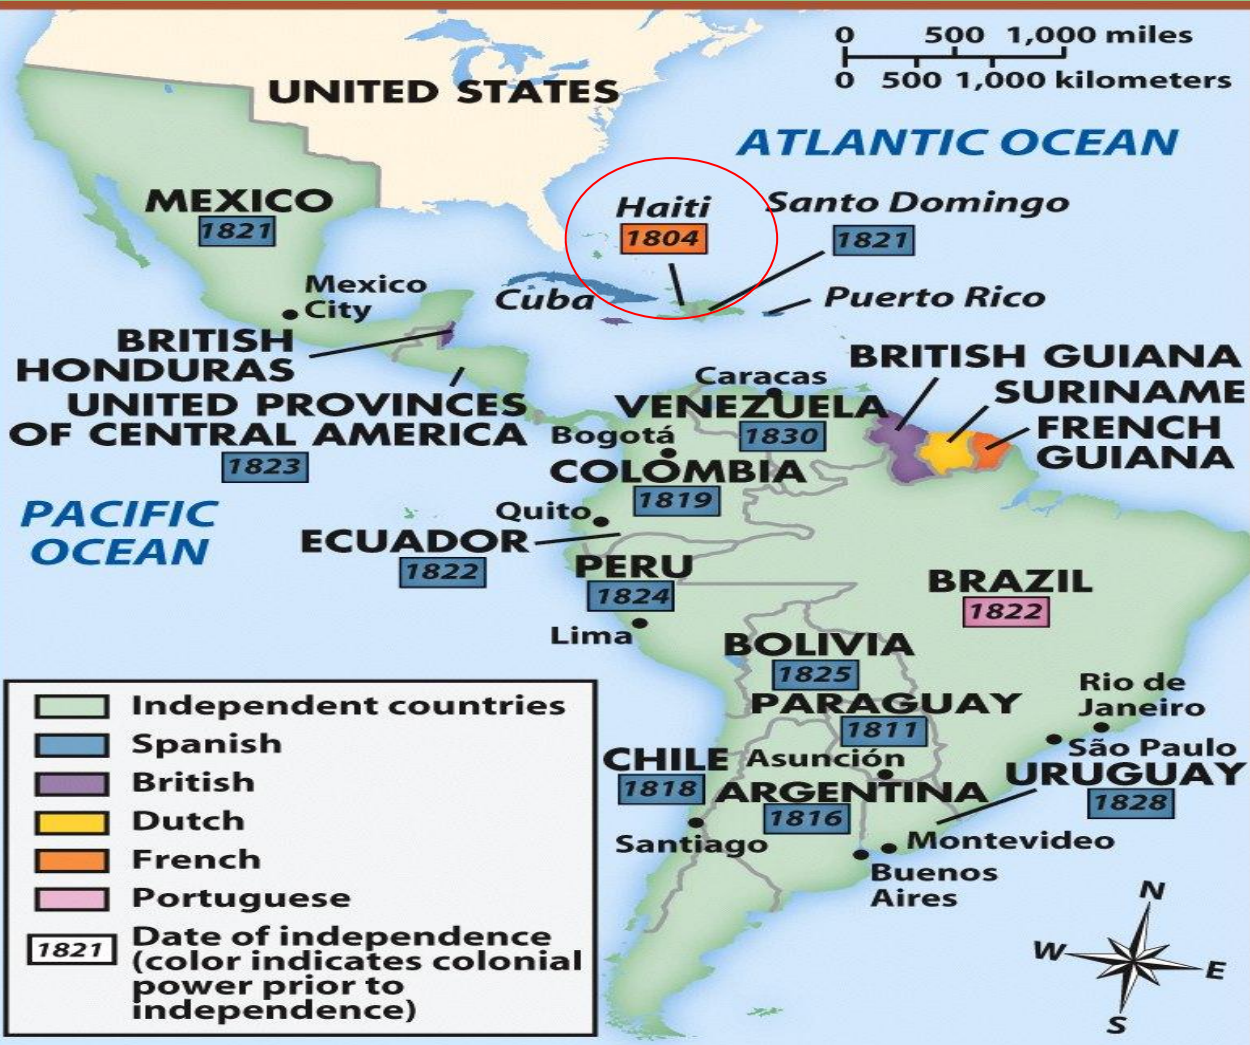 0 500 1,000 miles
0 500 1,000 kilometers
UNITED STATES
ATLANTIC OCEAN
MEXICO
1821
Haiti
1804
Santo Domingo
1821
Mexico
City
Cuba
Puerto Rico
BRITISH
HONDURAS
BRITISH GUIANA
SURINAME
FRENCH
GUIANA
UNITED PROVINCES
OF CENTRAL AMERICA
1823
Caracas
VENEZUELA
1830
Bogotá
COLOMBIA
1819
PACIFIC
OCEAN
Quito
ECUADOR
1822
PERU
1824
Lima
BRAZIL
1822
BOLIVIA
1825
PARAGUAY
1811
Rio de
Janeiro
São Paulo
CHILE
1818
Asunción
ARGENTINA
1816
URUGUAY
1828
Santiago
Montevideo
Buenos
Aires
Independent countries
Spanish
British
Dutch
French
Portuguese
1821
Date of independence
(color indicates colonial
power prior to
independence)
N
W
E
S